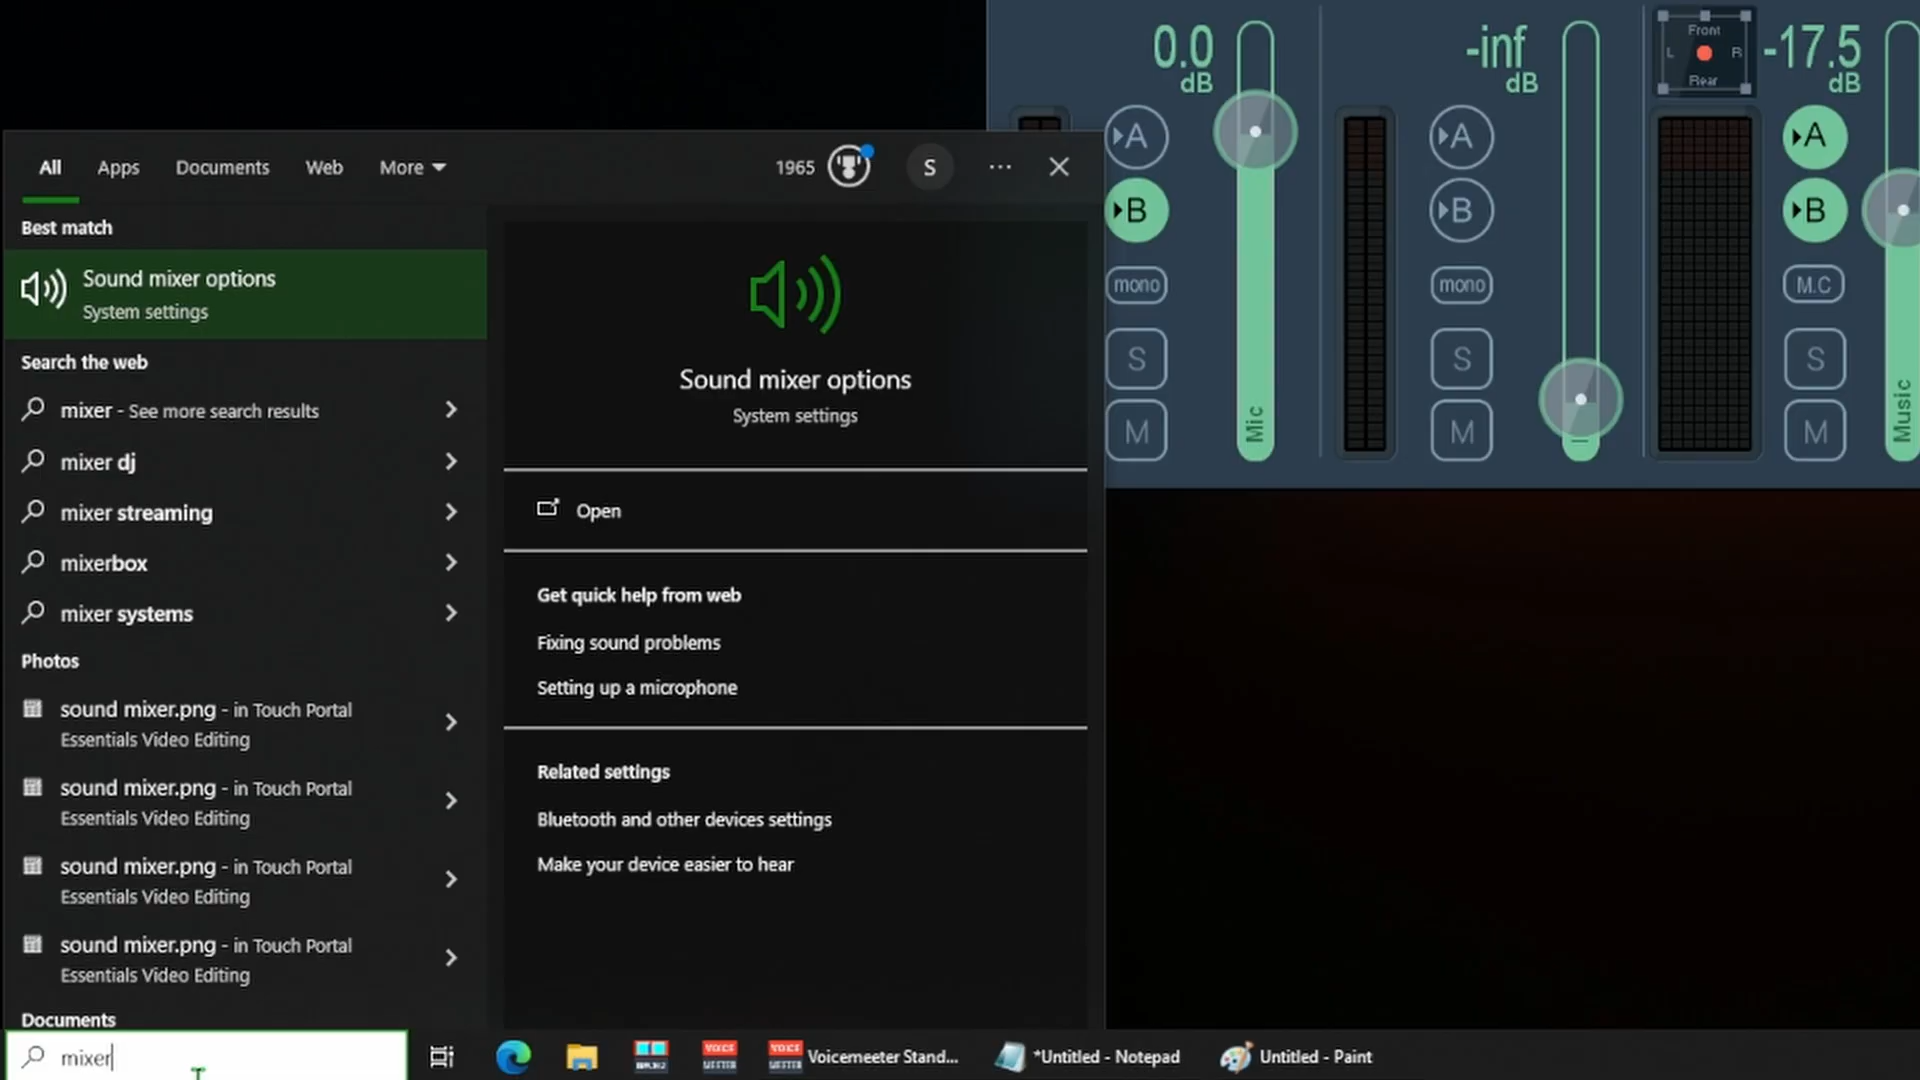 All Apps Documents Web More 1965 S
Best match
Sound mixer options
System settings
Search the web
mixer - See more search results
mixer dj
mixer streaming
mixerbox
mixer systems
Photos
sound mixer.png - in Touch Portal
Essentials Video Editing
sound mixer.png - in Touch Portal
Essentials Video Editing
sound mixer.png - in Touch Portal
Essentials Video Editing
sound mixer.png - in Touch Portal
Essentials Video Editing
Documents
mixer
Sound mixer options
System settings
Open
Get quick help from web
Fixing sound problems
Setting up a microphone
Related settings
Bluetooth and other devices settings
Make your device easier to hear
0.0
dB
A
B
mono
S
M
Mic
-inf
dB
A
B
mono
S
M
Front
L R
Rear
-17.5
dB
A
B
M.C
S
M
Music
VOICE
MEETER
VOICE
MEETER
Voicemeeter Stand...
*Untitled - Notepad
Untitled - Paint